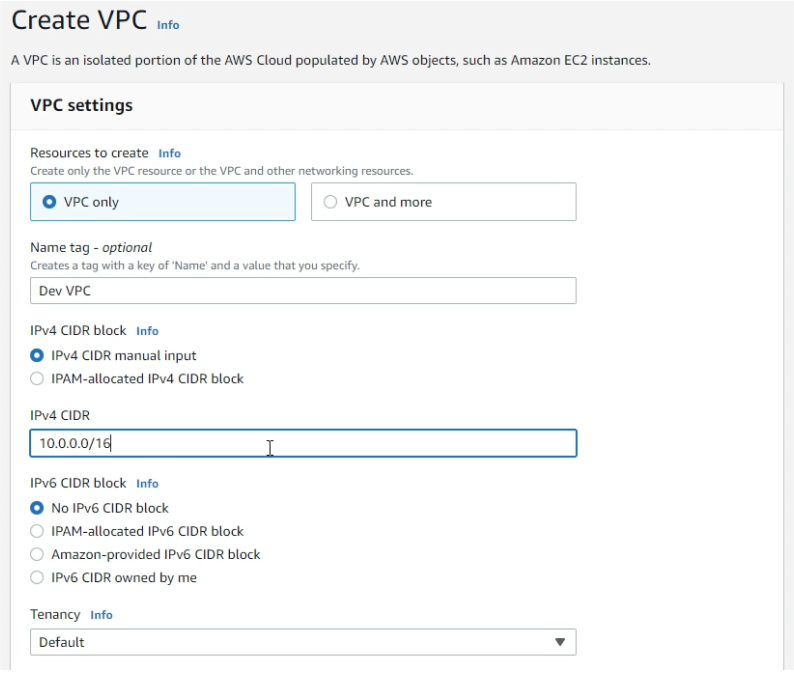 Create VPC Info
A VPC is an isolated portion of the AWS Cloud populated by AWS objects, such as Amazon EC2 instances.
VPC settings
Resources to create Info
Create only the VPC resource or the VPC and other networking resources.
VPC only
VPC and more
Name tag - optional
Creates a tag with a key of 'Name' and a value that you specify.
Dev VPC
IPv4 CIDR block Info
IPv4 CIDR manual input
IPAM-allocated IPv4 CIDR block
IPv4 CIDR
10.0.0.0/16
IPv6 CIDR block Info
No IPv6 CIDR block
IPAM-allocated IPv6 CIDR block
Amazon-provided IPv6 CIDR block
IPv6 CIDR owned by me
Tenancy Info
Default